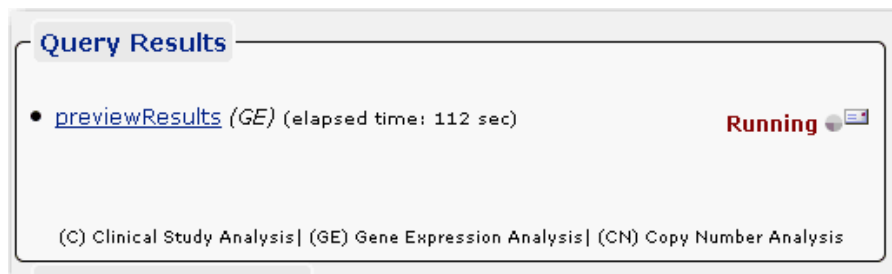 Query Results
previewResults (GE) (elapsed time: 112 sec) Running
(C) Clinical Study Analysis| (GE) Gene Expression Analysis| (CN) Copy Number Analysis